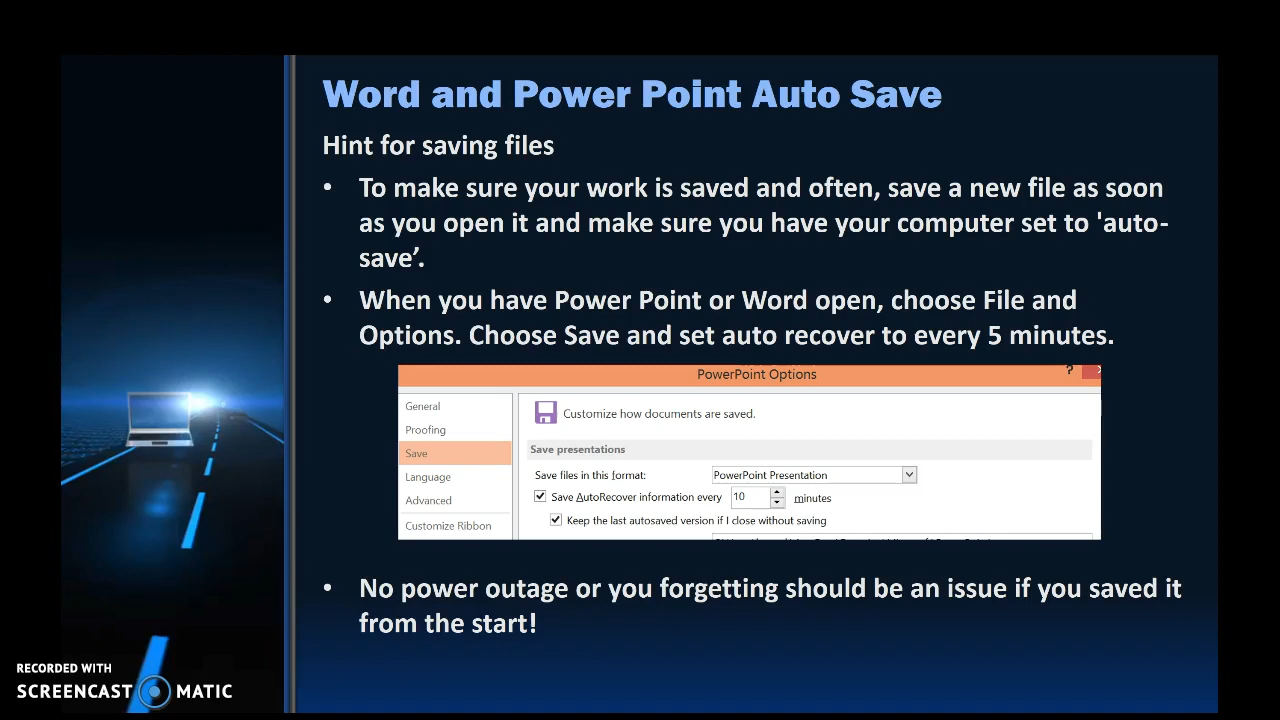 Word and Power Point Auto Save
Hint for saving files
• To make sure your work is saved and often, save a new file as soon
as you open it and make sure you have your computer set to 'auto-
save’.
• When you have Power Point or Word open, choose File and
Options. Choose Save and set auto recover to every 5 minutes.
PowerPoint Options
?
General
Proofing
Save
Language
Advanced
Customize Ribbon
Customize how documents are saved.
Save presentations
Save files in this format: PowerPoint Presentation
Save AutoRecover information every 10 minutes
Keep the last autosaved version if I close without saving
• No power outage or you forgetting should be an issue if you saved it
from the start!
RECORDED WITH
SCREENCAST MATIC